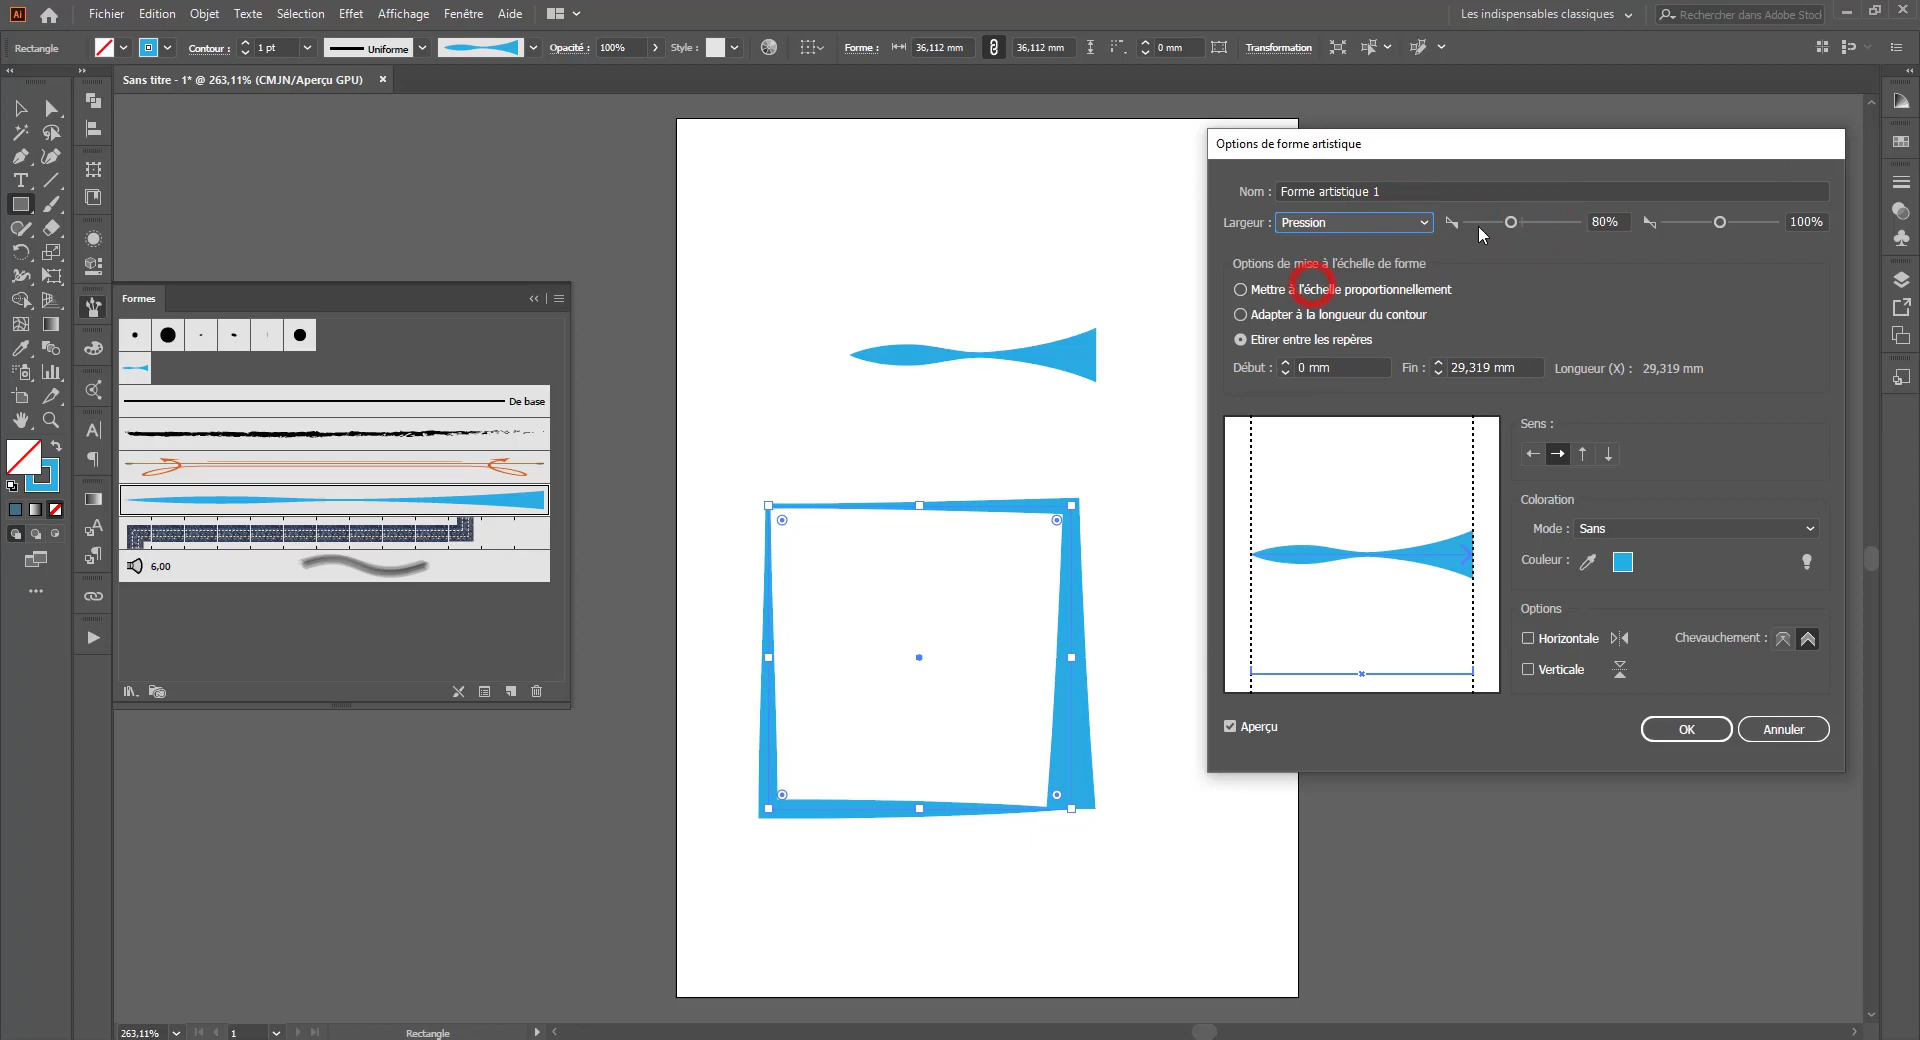 Ai Fichier Edition Objet Texte Sélection Effet Affichage Fenêtre Aide Les indispensables classiques Rechercher dans Adobe Stock
Rectangle Contour : 1 pt Uniforme Opacité : 100% Style : Forme : 36,112 mm 36,112 mm 0 mm Transformation
Sans titre - 1* @ 263,11% (CMJN/Aperçu GPU) ×
Options de forme artistique
Nom : Forme artistique 1
Largeur : Pression 80% 100%
Options de mise à l'échelle de forme
Mettre à l'échelle proportionnellement
Adapter à la longueur du contour
Etirer entre les repères
Début : 0 mm Fin : 29,319 mm Longueur (X) : 29,319 mm
Formes
De base
6,00
Sens :
Coloration
Mode : Sans
Couleur :
Options
Horizontale Chevauchement :
Verticale
Aperçu OK Annuler
263,11% 1 Rectangle